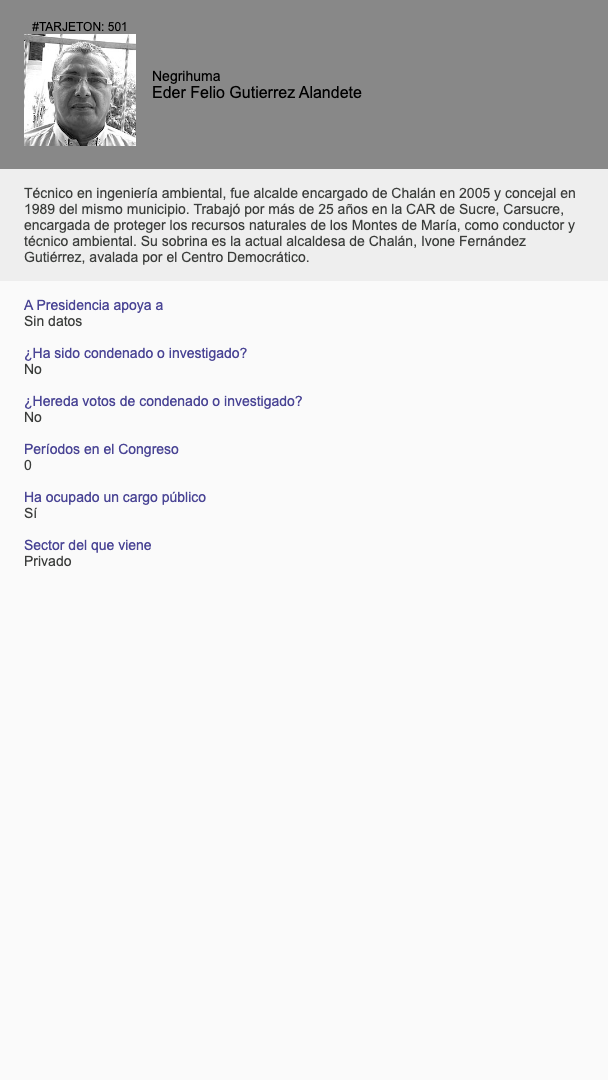 #TARJETON: 501
Negrihuma
Eder Felio Gutierrez Alandete
Técnico en ingeniería ambiental, fue alcalde encargado de Chalán en 2005 y concejal en
1989 del mismo municipio. Trabajó por más de 25 años en la CAR de Sucre, Carsucre,
encargada de proteger los recursos naturales de los Montes de María, como conductor y
técnico ambiental. Su sobrina es la actual alcaldesa de Chalán, Ivone Fernández
Gutiérrez, avalada por el Centro Democrático.
A Presidencia apoya a
Sin datos
¿Ha sido condenado o investigado?
No
¿Hereda votos de condenado o investigado?
No
Períodos en el Congreso
0
Ha ocupado un cargo público
Sí
Sector del que viene
Privado